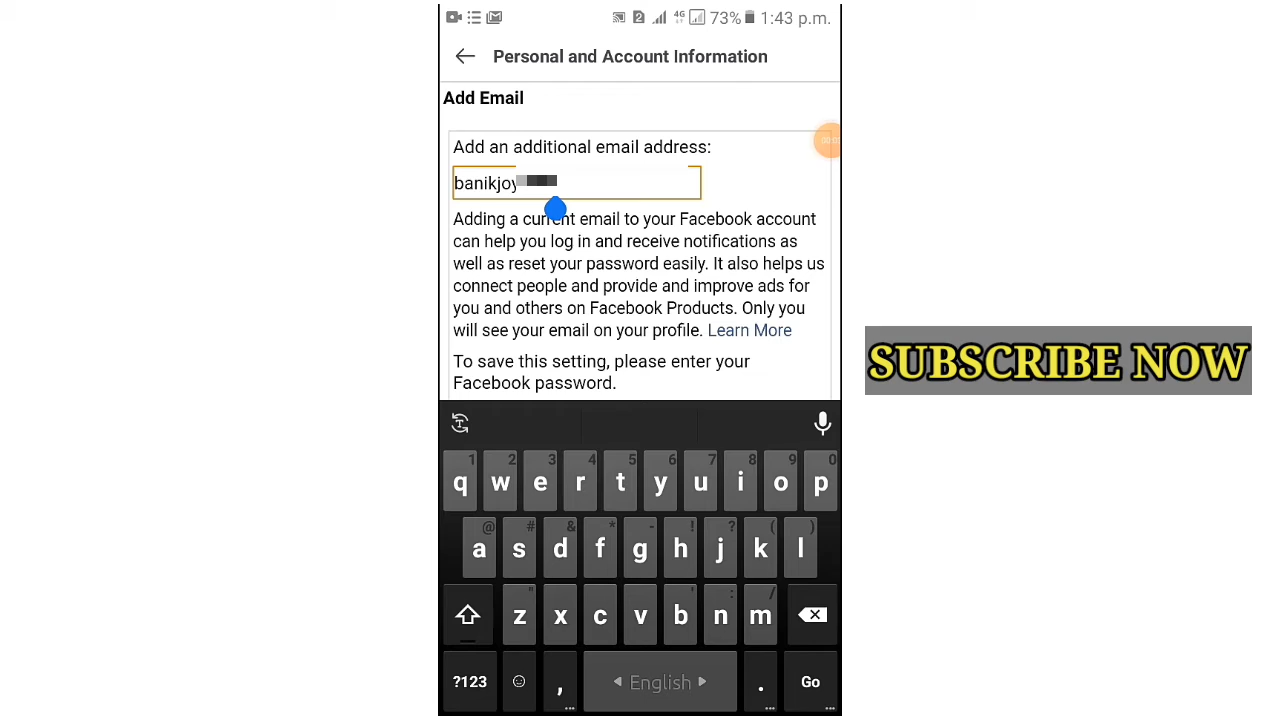 2 4G 73% 1:43 p.m.
Personal and Account Information
Add Email
Add an additional email address:
banikjoy
Adding a current email to your Facebook account
can help you log in and receive notifications as
well as reset your password easily. It also helps us
connect people and provide and improve ads for
you and others on Facebook Products. Only you
will see your email on your profile. Learn More
To save this setting, please enter your
Facebook password.
SUBSCRIBE NOW
1 2 3 4 5 6 7 8 9 0
q w e r t y u i o p
@ # & * - ! ? ( )
a s d f g h j k l
" ' : /
z x c v b n m
?123 , English . Go